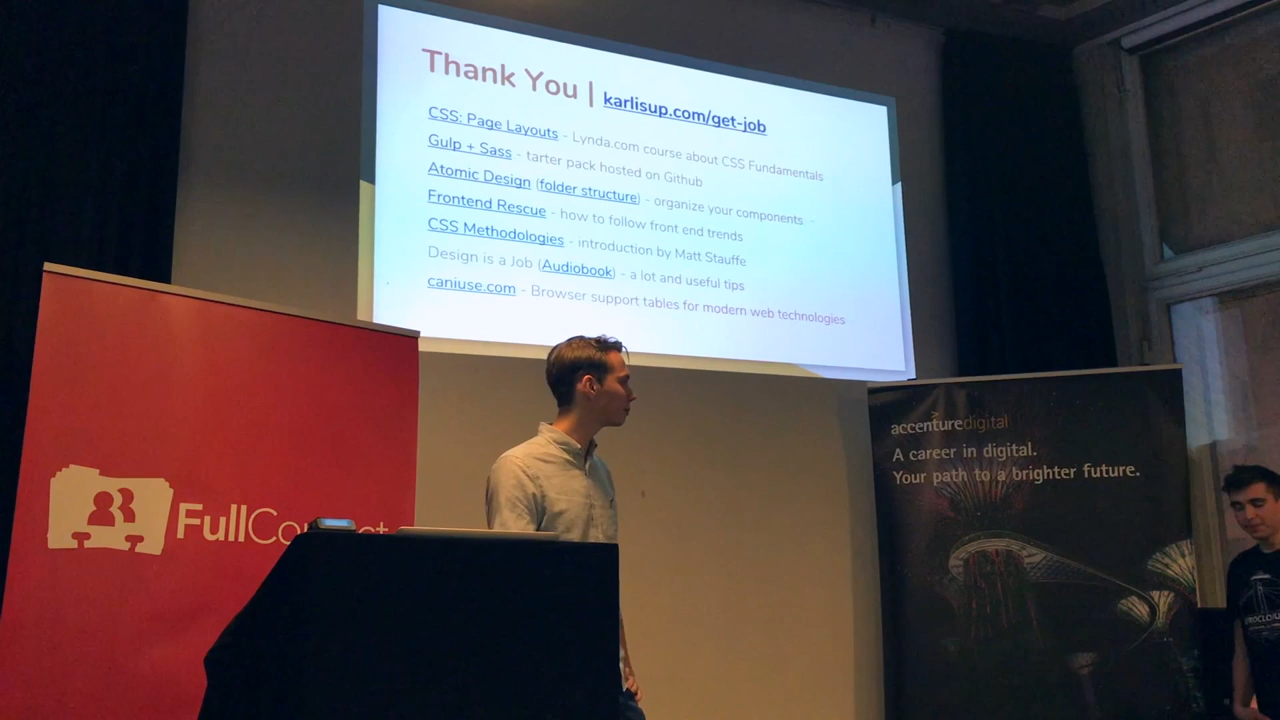 Thank You | karlisup.com/get-job
CSS: Page Layouts - Lynda.com course about CSS Fundamentals
Gulp + Sass - tarter pack hosted on Github
Atomic Design (folder structure) - organize your components
Frontend Rescue - how to follow front end trends
CSS Methodologies - introduction by Matt Stauffe
Design is a Job (Audiobook) - a lot and useful tips
caniuse.com - Browser support tables for modern web technologies
accenturedigital
A career in digital.
Your path to a brighter future.